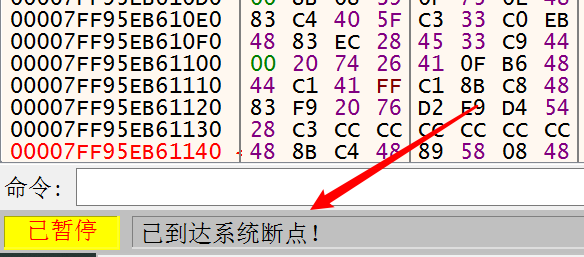 00007FF95EB610E0 83 C4 40 5F C3 33 C0 EB
00007FF95EB610F0 48 83 EC 28 45 33 C9 44
00007FF95EB61100 00 20 74 26 41 0F B6 48
00007FF95EB61110 44 C1 41 FF C1 8B C8 48
00007FF95EB61120 83 F9 20 76 D2 E9 D4 54
00007FF95EB61130 28 C3 CC CC CC CC CC CC
00007FF95EB61140 48 8B C4 48 89 58 08 48
命令:
已暂停 已到达系统断点!